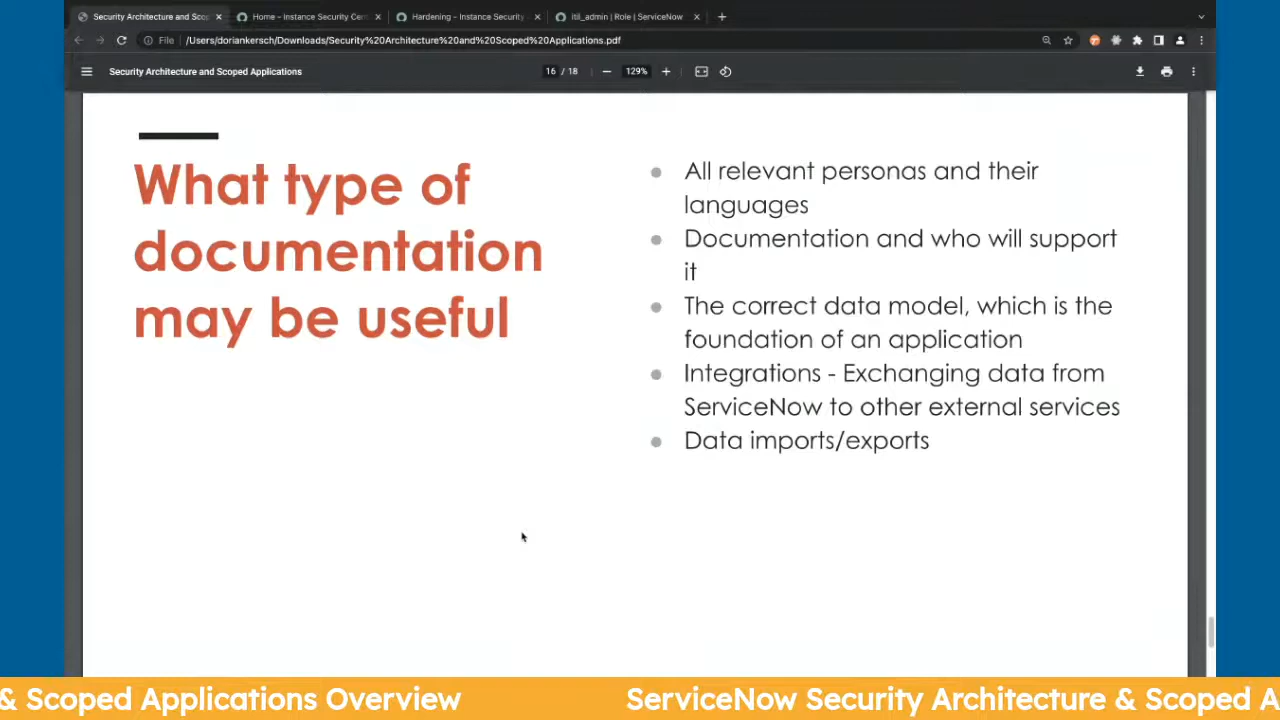 Security Architecture and Scop
Home - Instance Security Cen
Hardening - Instance Security
itil_admin | Role | ServiceNow
File
/Users/doriankersch/Downloads/Security%20Architecture%20and%20Scoped%20Applications.pdf
Security Architecture and Scoped Applications
16 / 18
129%
What type of
documentation
may be useful
All relevant personas and their
languages
Documentation and who will support
it
The correct data model, which is the
foundation of an application
Integrations - Exchanging data from
ServiceNow to other external services
Data imports/exports
& Scoped Applications Overview
ServiceNow Security Architecture & Scoped A